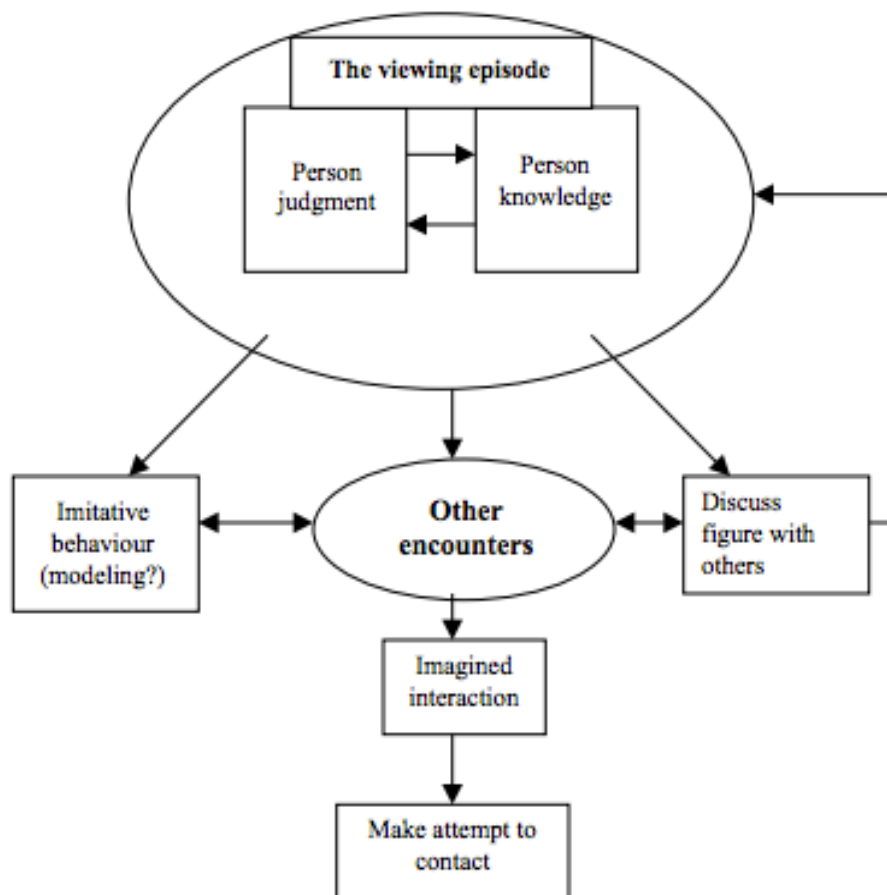 The viewing episode
Person
judgment
Person
knowledge
Imitative
behaviour
(modeling?)
Other
encounters
Discuss
figure with
others
Imagined
interaction
Make attempt to
contact